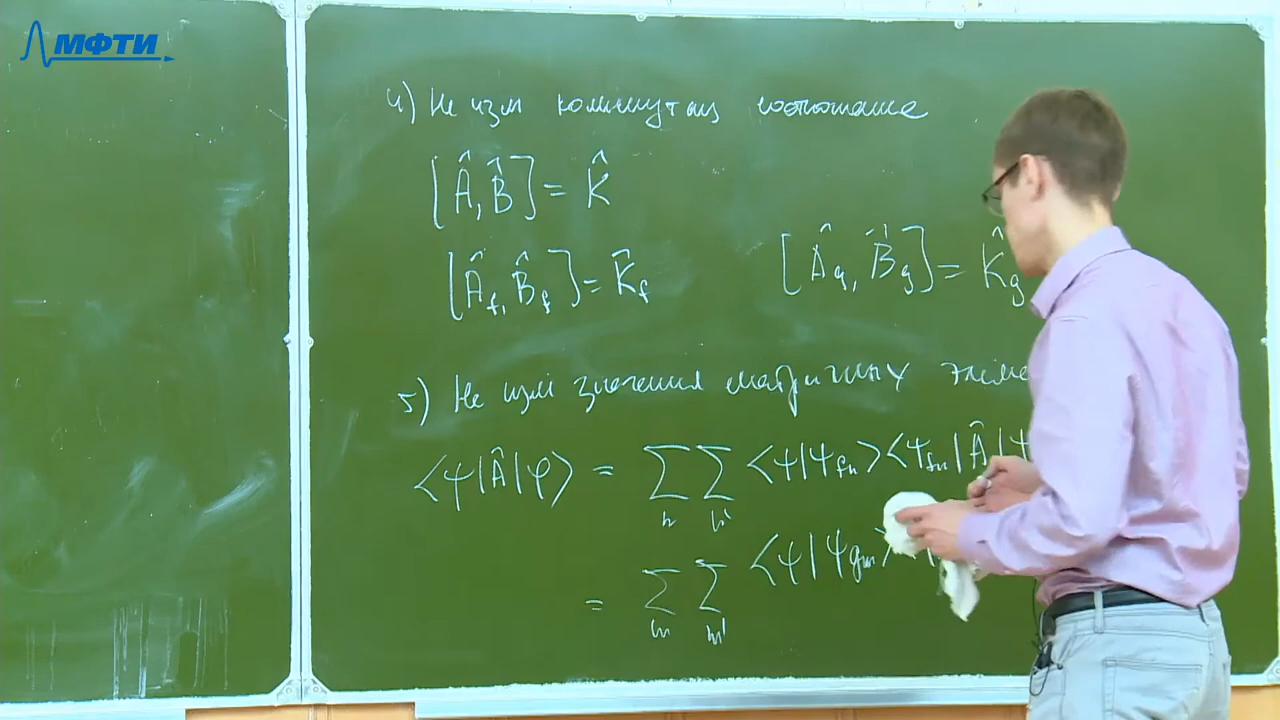 МФТИ
4) Не изм коммутац соотношение
[Â, B̂] = K̂
[Â_f, B̂_f] = K̂_f
[Â_g, B̂_g] = K̂_g
5) Не изм значения матричных элеме
<ψ|Â|φ> = ∑_n ∑_n' <ψ|ψ_fn><ψ_fn|Â|ψ
= ∑_m ∑_m' <ψ|ψ_gm>